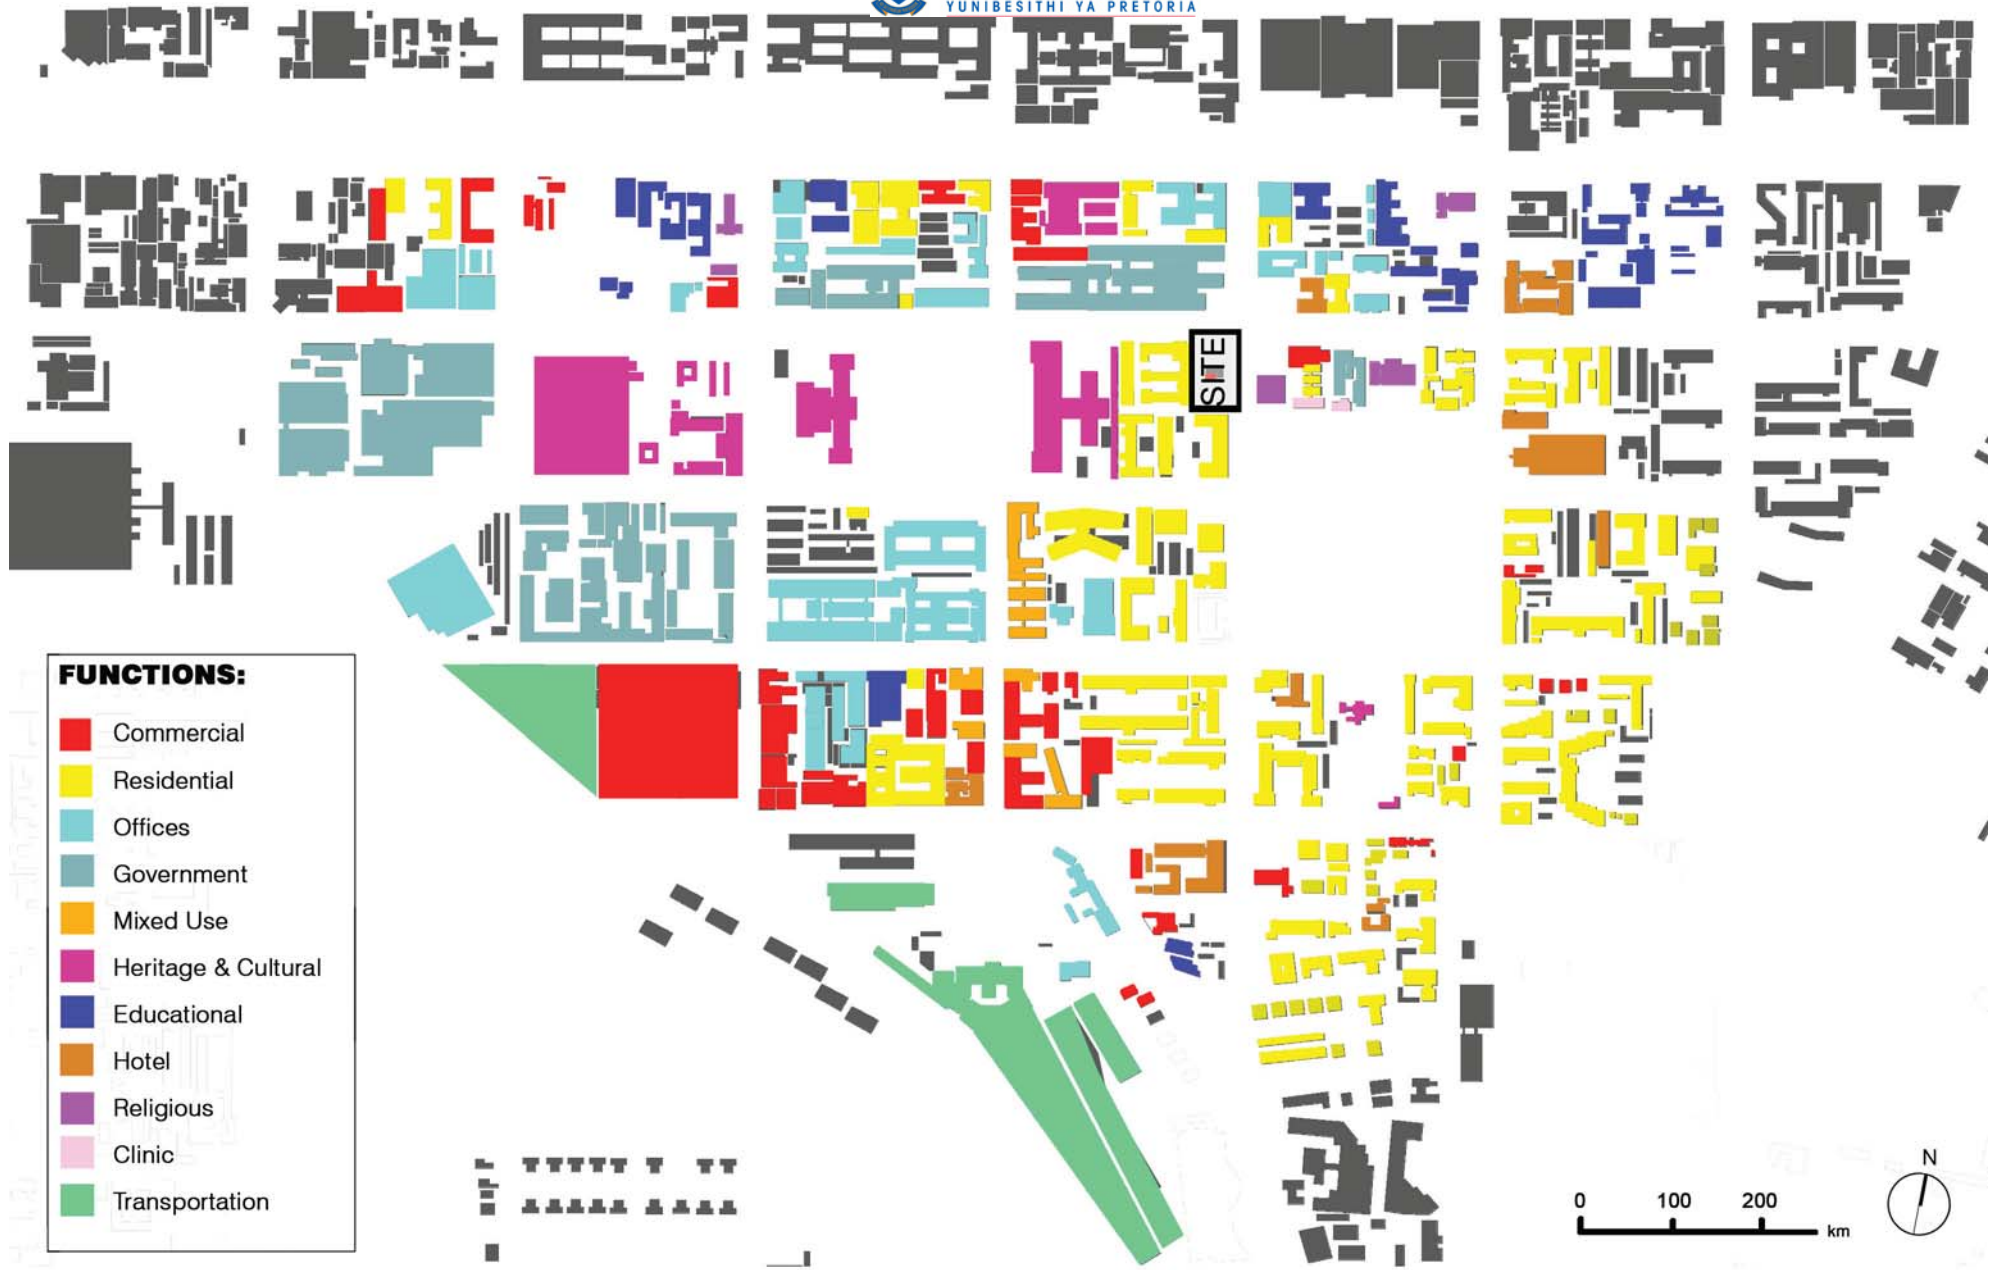 YUNIBESITHI YA PRETORIA
SITE
FUNCTIONS:
Commercial
Residential
Offices
Government
Mixed Use
Heritage & Cultural
Educational
Hotel
Religious
Clinic
Transportation
0 100 200
km
N